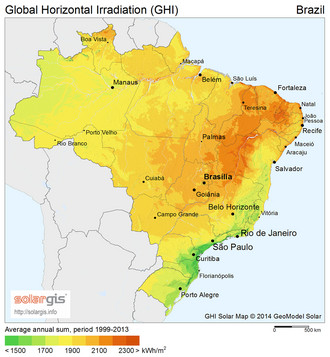 Global Horizontal Irradiation (GHI) Brazil
Boa Vista
Macapá
Belém
São Luís
Manaus
Fortaleza
Teresina
Natal
João
Pessoa
Recife
Porto Velho
Palmas
Maceió
Rio Branco
Aracaju
Salvador
Cuiabá
Brasília
Goiânia
Belo Horizonte
Vitória
Campo Grande
Rio de Janeiro
São Paulo
Curitiba
Florianópolis
Porto Alegre
solargis
http://solargis.info
GHI Solar Map © 2014 GeoModel Solar
Average annual sum, period 1999-2013
0 500 km
< 1500 1700 1900 2100 2300 > kWh/m²